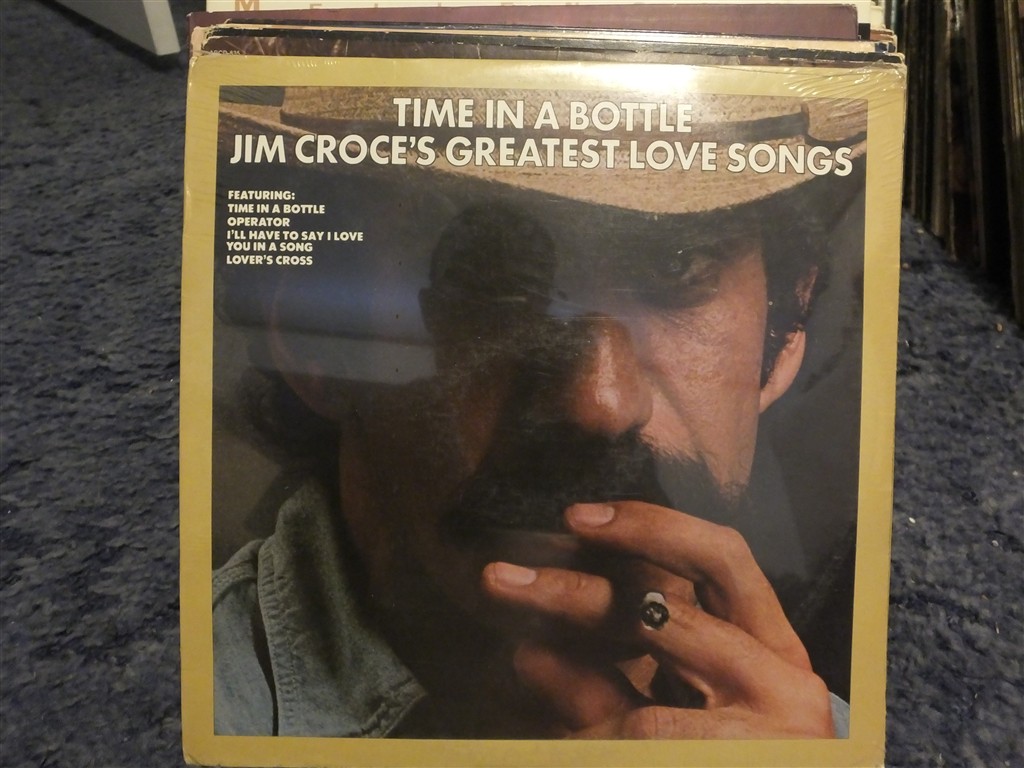 TIME IN A BOTTLE
JIM CROCE'S GREATEST LOVE SONGS
FEATURING:
TIME IN A BOTTLE
OPERATOR
I'LL HAVE TO SAY I LOVE
YOU IN A SONG
LOVER'S CROSS